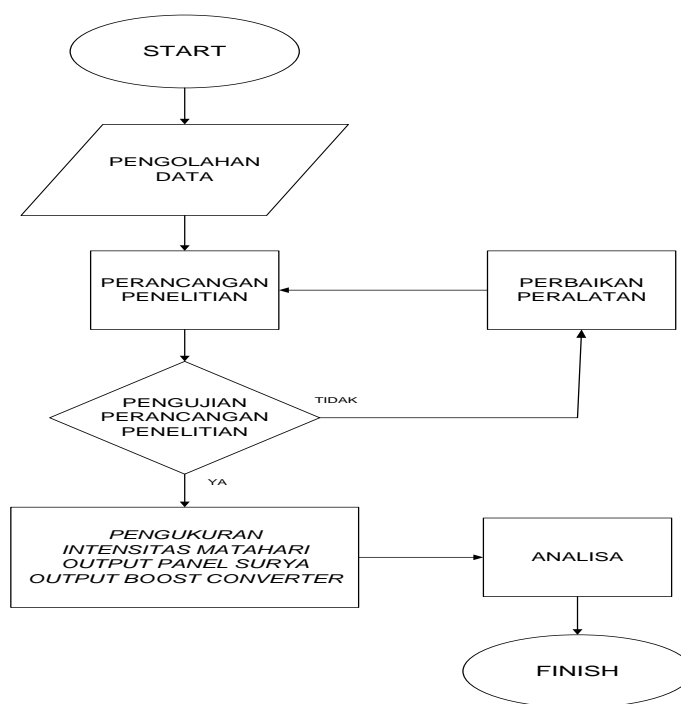 START
PENGOLAHAN
DATA
PERANCANGAN
PENELITIAN
PERBAIKAN
PERALATAN
PENGUJIAN
PERANCANGAN
PENELITIAN
TIDAK
YA
PENGUKURAN
INTENSITAS MATAHARI
OUTPUT PANEL SURYA
OUTPUT BOOST CONVERTER
ANALISA
FINISH